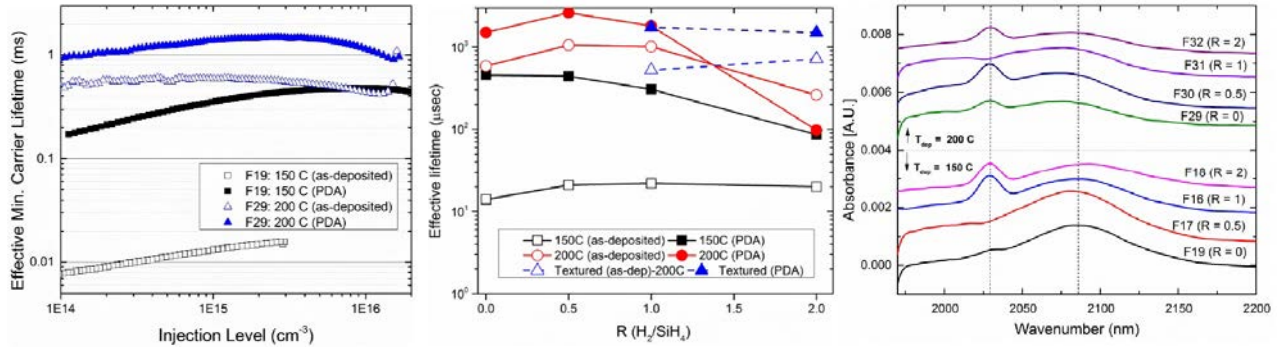 Effective Min. Carrier Lifetime (ms)
10
1
0.1
0.01
F19: 150 C (as-deposited)
F19: 150 C (PDA)
F29: 200 C (as-deposited)
F29: 200 C (PDA)
1E14 1E15 1E16
Injection Level (cm⁻³)
Effective lifetime (μsec)
10³
10²
10¹
10⁰
150C (as-deposited) 150C (PDA)
200C (as-deposited) 200C (PDA)
Textured (as-dep)-200C Textured (PDA)
0.0 0.5 1.0 1.5 2.0
R (H₂/SiH₄)
Absorbance [A.U.]
0.008
0.006
0.004
0.002
0.000
F32 (R = 2)
F31 (R = 1)
F30 (R = 0.5)
F29 (R = 0)
T_dep = 200 C
T_dep = 150 C
F18 (R = 2)
F16 (R = 1)
F17 (R = 0.5)
F19 (R = 0)
2000 2050 2100 2150 2200
Wavenumber (nm)